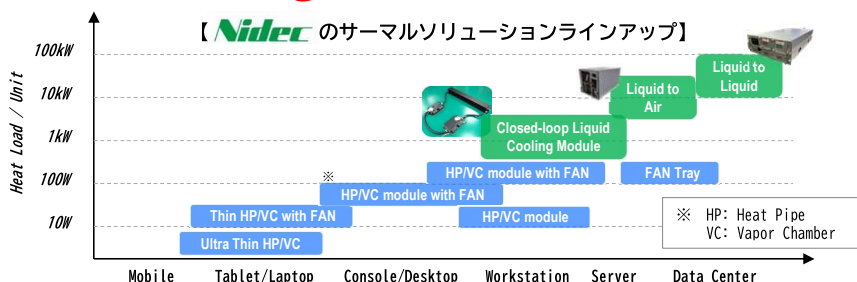 【 Nidec のサーマルソリューションラインアップ】
Heat Load / Unit
100kW
10kW
1kW
100W
10W
Liquid to
Liquid
Liquid to
Air
Closed-loop Liquid
Cooling Module
HP/VC module with FAN
FAN Tray
※
HP/VC module with FAN
Thin HP/VC with FAN
HP/VC module
Ultra Thin HP/VC
※ HP: Heat Pipe
VC: Vapor Chamber
Mobile Tablet/Laptop Console/Desktop Workstation Server Data Center